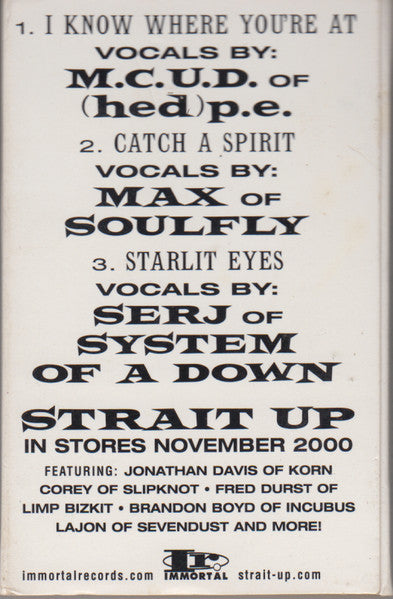 1. I KNOW WHERE YOU'RE AT
VOCALS BY:
M.C.U.D. OF
(hed)p.e.
2. CATCH A SPIRIT
VOCALS BY:
MAX OF
SOULFLY
3. STARLIT EYES
VOCALS BY:
SERJ OF
SYSTEM
OF A DOWN
STRAIT UP
IN STORES NOVEMBER 2000
FEATURING: JONATHAN DAVIS OF KORN
COREY OF SLIPKNOT • FRED DURST OF
LIMP BIZKIT • BRANDON BOYD OF INCUBUS
LAJON OF SEVENDUST AND MORE!
Ir.
immortalrecords.com IMMORTAL strait-up.com